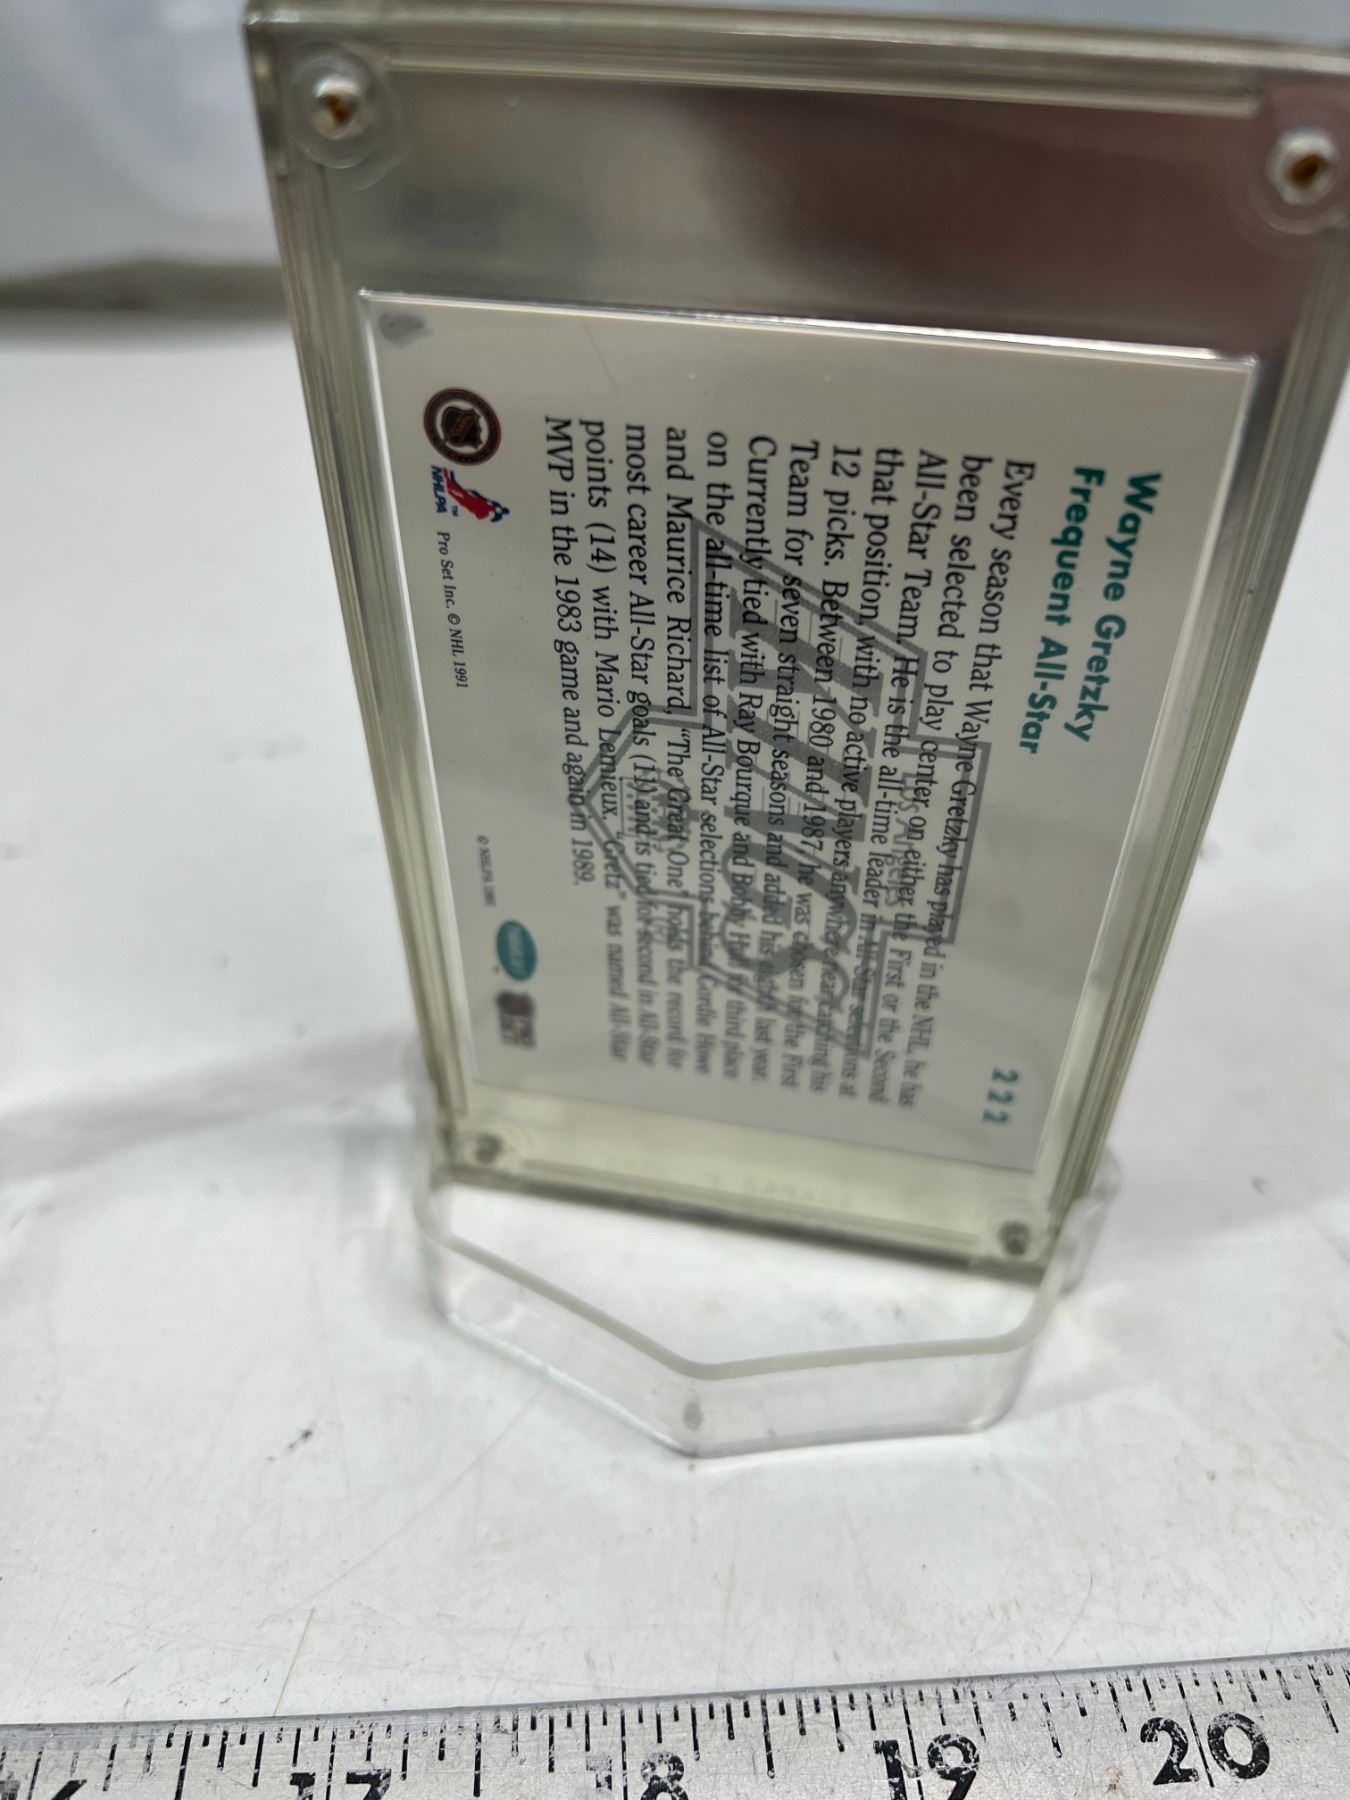 Wayne Gretzky
Frequent All-Star
222
Every season that Wayne Gretzky has played in the NHL, he has
been selected to play center on either the First or the Second
All-Star Team. He is the all-time leader in All-Star selections at
that position, with no active players anywhere near catching his
12 picks. Between 1980 and 1987, he was chosen for the First
Team for seven straight seasons and added his eighth last year.
Currently tied with Ray Bourque and Bobby Hull for third place
on the all-time list of All-Star selections behind Gordie Howe
and Maurice Richard, "The Great One" holds the record for
most career All-Star goals (11) and is tied for second in All-Star
points (14) with Mario Lemieux. "Gretz" was named All-Star
MVP in the 1983 game and again in 1989.
Los Angeles
KINGS
NHL
NHLPA
TM
Pro Set Inc. © NHL 1991
© NHLPA 1991
17
18
19
20